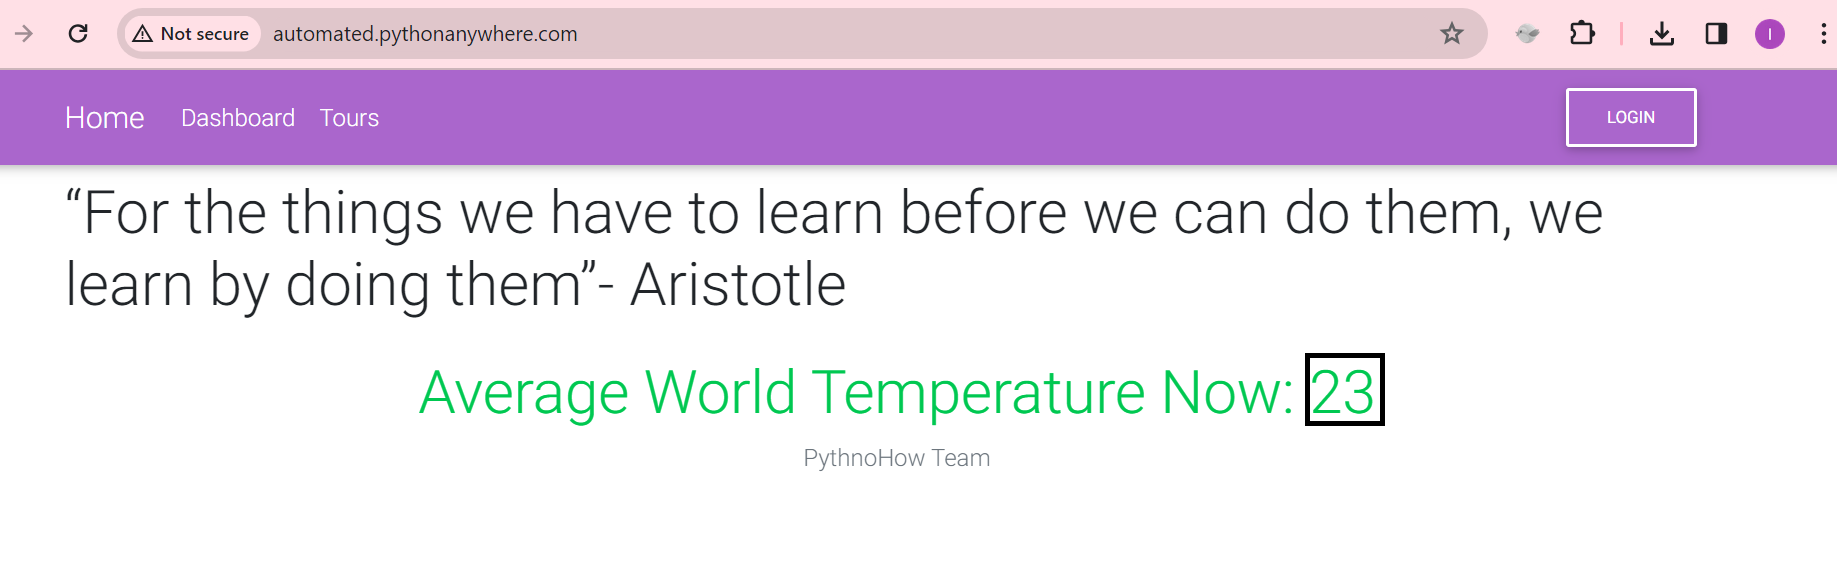 Not secure automated.pythonanywhere.com I
Home Dashboard Tours LOGIN
“For the things we have to learn before we can do them, we
learn by doing them”- Aristotle
Average World Temperature Now: 23
PythnoHow Team